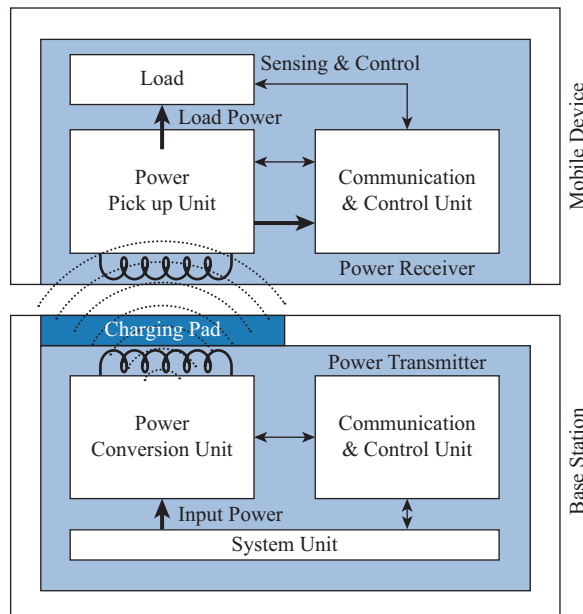 Load
Sensing & Control
Load Power
Power
Pick up Unit
Communication
& Control Unit
Power Receiver
Mobile Device
Charging Pad
Power Transmitter
Power
Conversion Unit
Communication
& Control Unit
Input Power
System Unit
Base Station